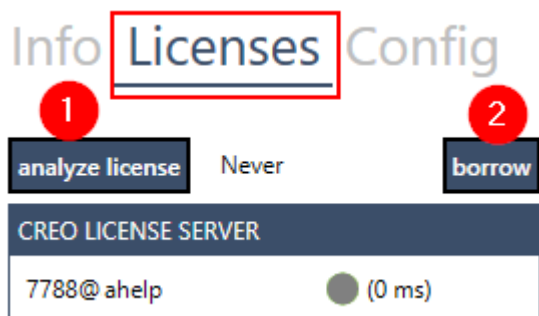 Info Licenses Config
1 2
analyze license Never borrow
CREO LICENSE SERVER
7788@ ahelp (0 ms)